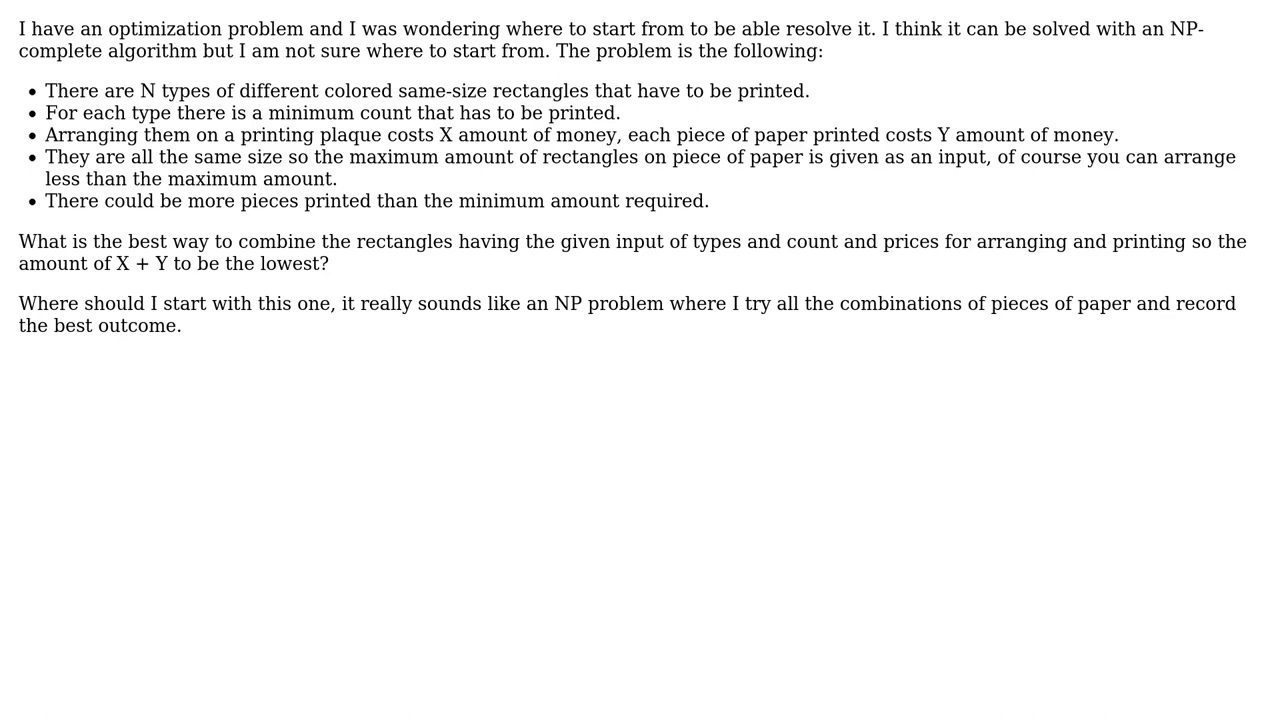 I have an optimization problem and I was wondering where to start from to be able resolve it. I think it can be solved with an NP-
complete algorithm but I am not sure where to start from. The problem is the following:
• There are N types of different colored same-size rectangles that have to be printed.
• For each type there is a minimum count that has to be printed.
• Arranging them on a printing plaque costs X amount of money, each piece of paper printed costs Y amount of money.
• They are all the same size so the maximum amount of rectangles on piece of paper is given as an input, of course you can arrange
less than the maximum amount.
• There could be more pieces printed than the minimum amount required.
What is the best way to combine the rectangles having the given input of types and count and prices for arranging and printing so the
amount of X + Y to be the lowest?
Where should I start with this one, it really sounds like an NP problem where I try all the combinations of pieces of paper and record
the best outcome.